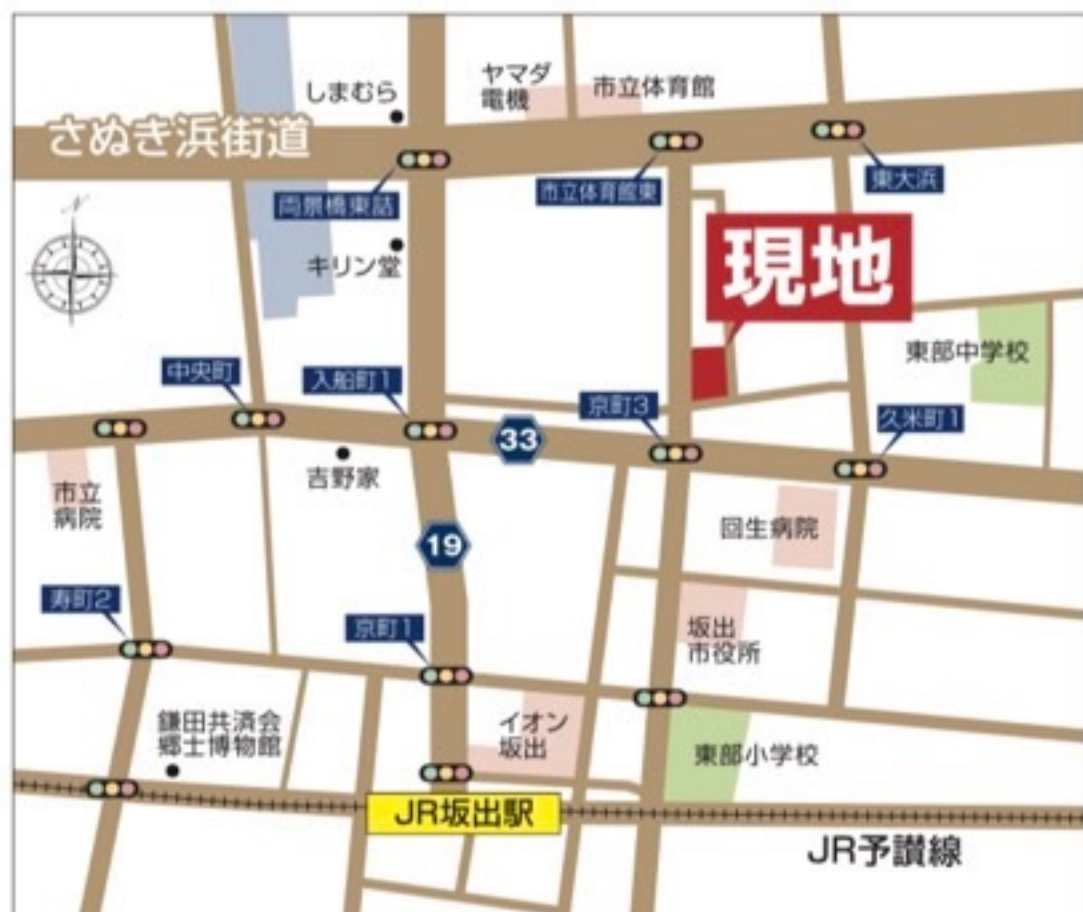 しまむら
ヤマダ
電機
市立体育館
さぬき浜街道
両景橋東詰
市立体育館東
東大浜
N
キリン堂
現地
東部中学校
中央町
入船町1
京町3
久米町1
33
吉野家
市立
病院
回生病院
19
寿町2
京町1
坂出
市役所
鎌田共済会
郷土博物館
イオン
坂出
東部小学校
JR坂出駅
JR予讃線